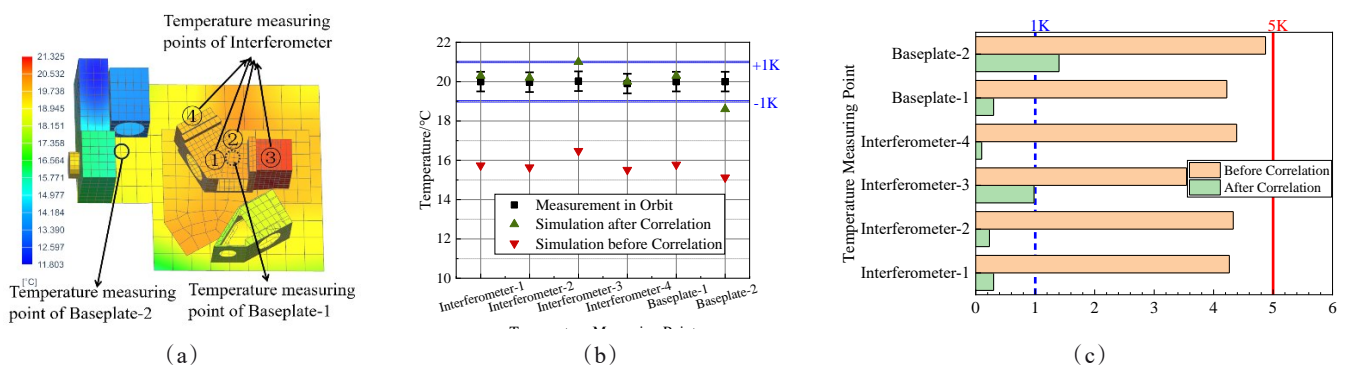 Temperature measuring
points of Interferometer
21.325
20.532
19.738
18.945
18.151
17.358
16.564
15.771
14.977
14.184
13.390
12.597
11.803
[°C]
④
②
①
③
Temperature measuring
point of Baseplate-2
Temperature measuring
point of Baseplate-1
(a)
Temperature/°C
22
20
18
16
14
12
10
+1K
-1K
Measurement in Orbit
Simulation after Correlation
Simulation before Correlation
Interferometer-1
Interferometer-2
Interferometer-3
Interferometer-4
Baseplate-1
Baseplate-2
(b)
1K
5K
Temperature Measuring Point
Baseplate-2
Baseplate-1
Interferometer-4
Interferometer-3
Interferometer-2
Interferometer-1
Before Correlation
After Correlation
0
1
2
3
4
5
6
(c)